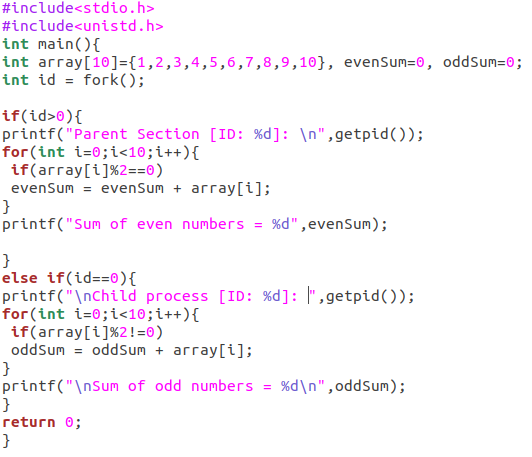 #include<stdio.h>
#include<unistd.h>
int main(){
int array[10]={1,2,3,4,5,6,7,8,9,10}, evenSum=0, oddSum=0;
int id = fork();
if(id>0){
printf("Parent Section [ID: %d]: \n",getpid());
for(int i=0;i<10;i++){
 if(array[i]%2==0)
 evenSum = evenSum + array[i];
}
printf("Sum of even numbers = %d",evenSum);
}
else if(id==0){
printf("\nChild process [ID: %d]: ",getpid());
for(int i=0;i<10;i++){
 if(array[i]%2!=0)
 oddSum = oddSum + array[i];
}
printf("\nSum of odd numbers = %d\n",oddSum);
}
return 0;
}